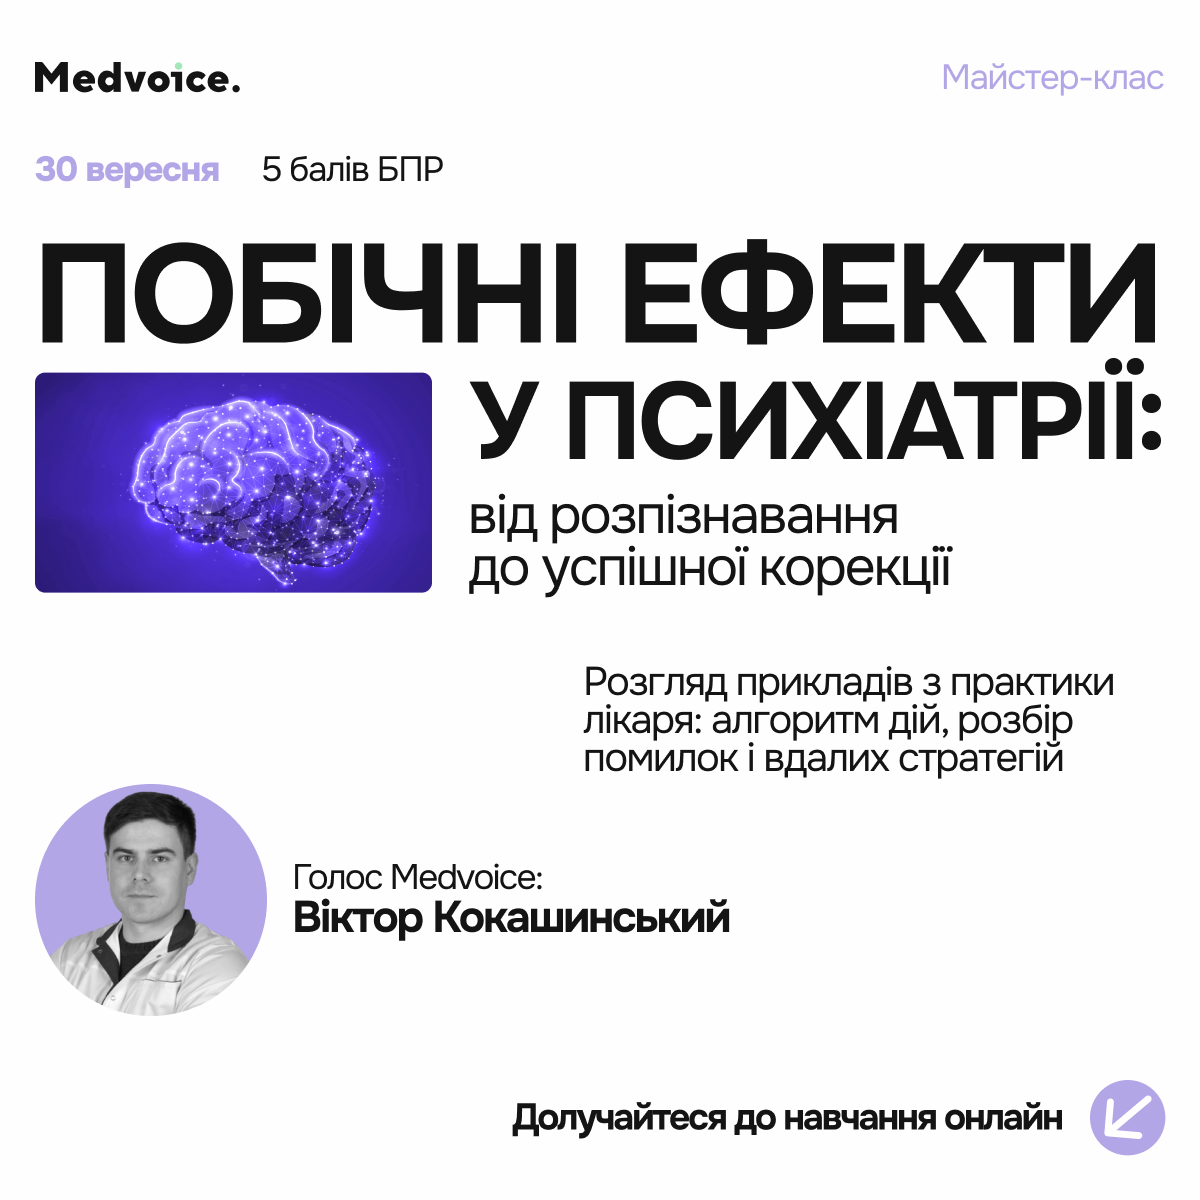 Medvoice.
Майстер-клас
30 вересня 5 балів БПР
ПОБІЧНІ ЕФЕКТИ
У ПСИХІАТРІЇ:
від розпізнавання
до успішної корекції
Розгляд прикладів з практики
лікаря: алгоритм дій, розбір
помилок і вдалих стратегій
Голос Medvoice:
Віктор Кокашинський
Долучайтеся до навчання онлайн